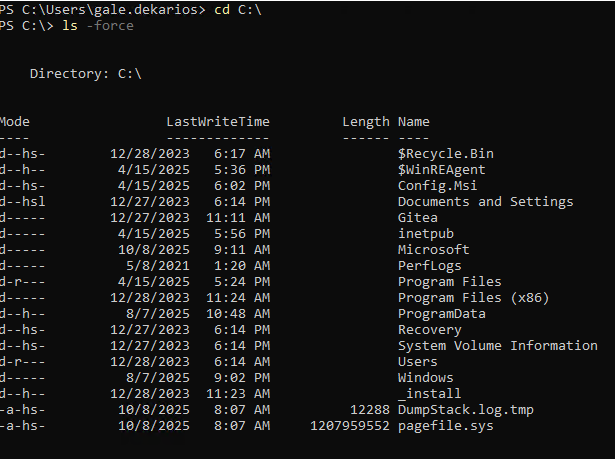 PS C:\Users\gale.dekarios> cd C:\
PS C:\> ls -force
Directory: C:\
Mode LastWriteTime Length Name
---- ------------- ------ ----
d--hs- 12/28/2023 6:17 AM $Recycle.Bin
d--h-- 4/15/2025 5:36 PM $WinREAgent
d--hs- 4/15/2025 6:02 PM Config.Msi
d--hsl 12/27/2023 6:14 PM Documents and Settings
d----- 12/27/2023 11:11 AM Gitea
d----- 4/15/2025 5:56 PM inetpub
d----- 10/8/2025 9:11 AM Microsoft
d----- 5/8/2021 1:20 AM PerfLogs
d-r--- 4/15/2025 5:24 PM Program Files
d----- 12/28/2023 11:24 AM Program Files (x86)
d--h-- 8/7/2025 10:48 AM ProgramData
d--hs- 12/27/2023 6:14 PM Recovery
d--hs- 12/27/2023 6:14 PM System Volume Information
d-r--- 12/28/2023 6:14 AM Users
d----- 8/7/2025 9:02 PM Windows
d--h-- 12/28/2023 11:23 AM _install
-a-hs- 10/8/2025 8:07 AM 12288 DumpStack.log.tmp
-a-hs- 10/8/2025 8:07 AM 1207959552 pagefile.sys